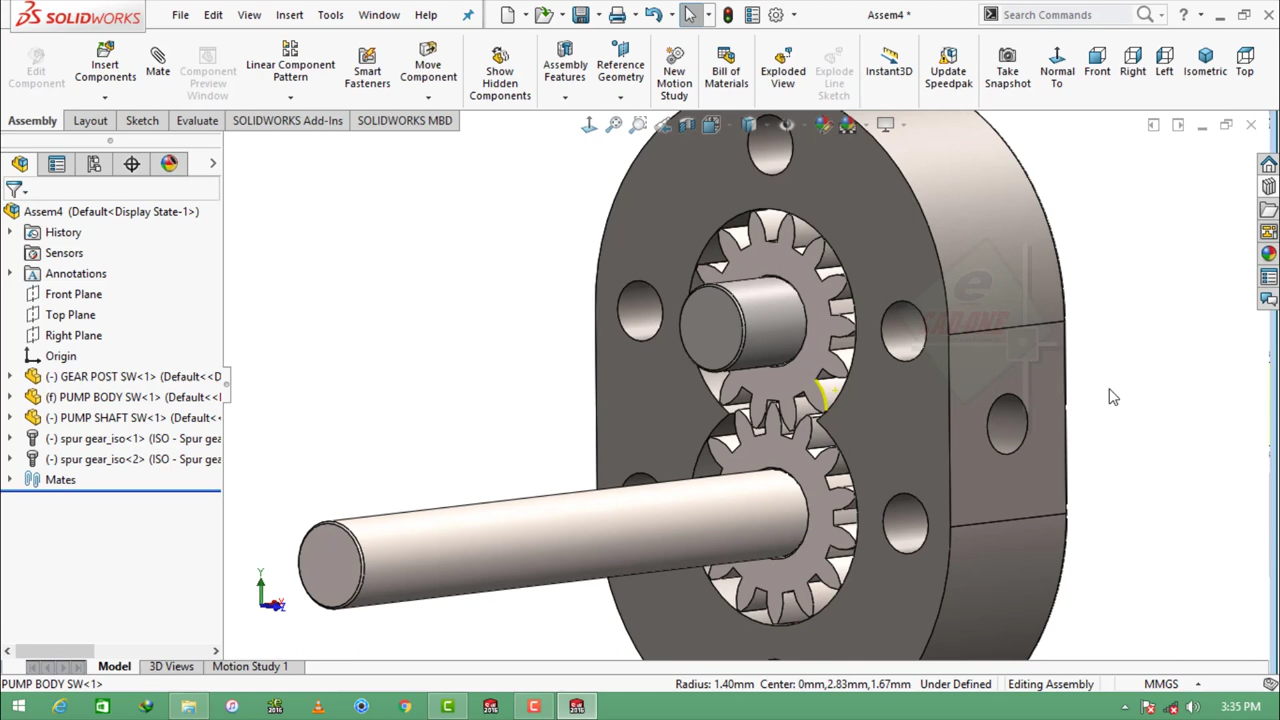 SOLIDWORKS
File Edit View Insert Tools Window Help
Assem4 *
Search Commands
Edit Component
Insert Components
Mate
Component Preview Window
Linear Component Pattern
Smart Fasteners
Move Component
Show Hidden Components
Assembly Features
Reference Geometry
New Motion Study
Bill of Materials
Exploded View
Explode Line Sketch
Instant3D
Update Speedpak
Take Snapshot
Normal To
Front
Right
Left
Isometric
Top
Assembly Layout Sketch Evaluate SOLIDWORKS Add-Ins SOLIDWORKS MBD
Assem4 (Default<Display State-1>)
History
Sensors
Annotations
Front Plane
Top Plane
Right Plane
Origin
(-) GEAR POST SW<1> (Default<<D
(f) PUMP BODY SW<1> (Default<<
(-) PUMP SHAFT SW<1> (Default<
(-) spur gear_iso<1> (ISO - Spur gea
(-) spur gear_iso<2> (ISO - Spur gea
Mates
e
CAD-ONE
Y
X
Z
Model 3D Views Motion Study 1
PUMP BODY SW<1>
Radius: 1.40mm Center: 0mm,2.83mm,1.67mm Under Defined Editing Assembly MMGS
3:35 PM